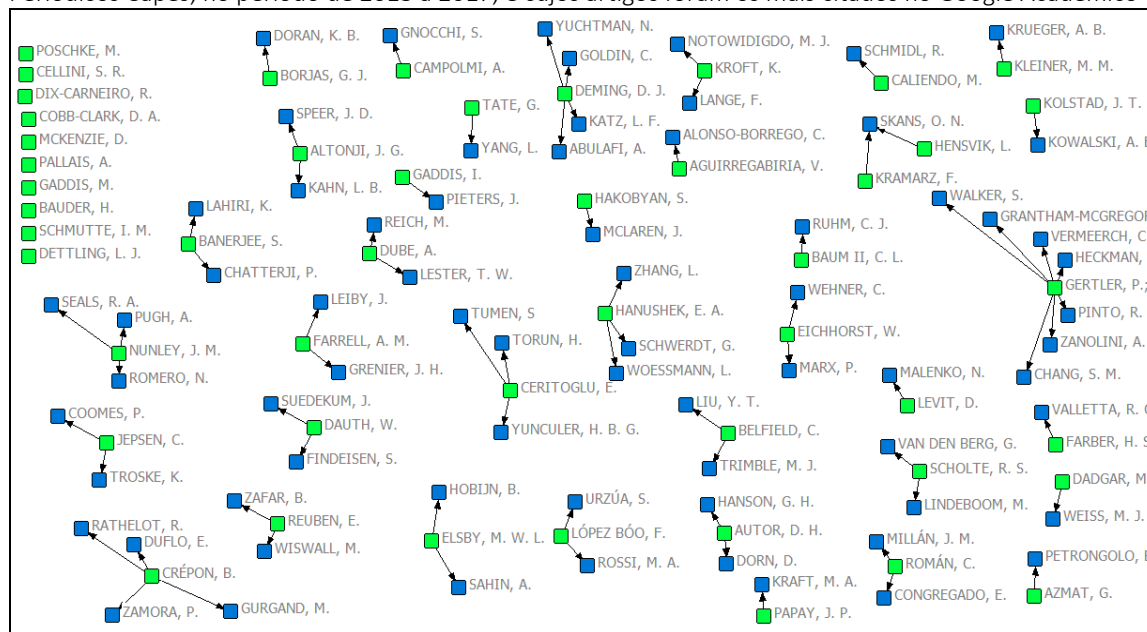 Periódicos Capes, no período de 2013 a 2017, e cujos artigos foram os mais citados no Google Acadêmico
POSCHKE, M.
CELLINI, S. R.
DIX-CARNEIRO, R.
COBB-CLARK, D. A.
MCKENZIE, D.
PALLAIS, A.
GADDIS, M.
BAUDER, H.
SCHMUTTE, I. M.
DETTLING, L. J.
DORAN, K. B.
BORJAS, G. J.
GNOCCHI, S.
CAMPOLMI, A.
YUCHTMAN, N.
GOLDIN, C.
DEMING, D. J.
KATZ, L. F.
ABULAFI, A.
NOTOWIDIGDO, M. J.
KROFT, K.
LANGE, F.
SCHMIDL, R.
CALIENDO, M.
KRUEGER, A. B.
KLEINER, M. M.
SPEER, J. D.
ALTONJI, J. G.
KAHN, L. B.
TATE, G.
YANG, L.
ALONSO-BORREGO, C.
AGUIRREGABIRIA, V.
SKANS, O. N.
HENSVIK, L.
KRAMARZ, F.
KOLSTAD, J. T.
KOWALSKI, A.
GADDIS, I.
PIETERS, J.
HAKOBYAN, S.
MCLAREN, J.
LAHIRI, K.
BANERJEE, S.
CHATTERJI, P.
REICH, M.
DUBE, A.
LESTER, T. W.
RUHM, C. J.
BAUM II, C. L.
WALKER, S.
GRANTHAM-MCGREGOR
VERMEERCH, C
HECKMAN,
GERTLER, P.;
PINTO, R.
ZANOLINI, A.
CHANG, S. M.
SEALS, R. A.
PUGH, A.
NUNLEY, J. M.
ROMERO, N.
LEIBY, J.
FARRELL, A. M.
GRENIER, J. H.
TUMEN, S
TORUN, H.
CERITOGLU, E.
YUNCULER, H. B. G.
ZHANG, L.
HANUSHEK, E. A.
SCHWERDT, G.
WOESSMANN, L.
WEHNER, C.
EICHHORST, W.
MARX, P.
MALENKO, N.
LEVIT, D.
COOMES, P.
JEPSEN, C.
TROSKE, K.
SUEDEKUM, J.
DAUTH, W.
FINDEISEN, S.
LIU, Y. T.
BELFIELD, C.
TRIMBLE, M. J.
VAN DEN BERG, G.
SCHOLTE, R. S.
LINDEBOOM, M.
VALLETTA, R.
FARBER, H. S
DADGAR, M
WEISS, M. J.
RATHELOT, R.
DUFLO, E.
CRÉPON, B.
ZAMORA, P.
GURGAND, M.
ZAFAR, B.
REUBEN, E.
WISWALL, M.
HOBIJN, B.
ELSBY, M. W. L.
SAHIN, A.
URZÚA, S.
LÓPEZ BÓO, F.
ROSSI, M. A.
HANSON, G. H.
AUTOR, D. H.
DORN, D.
KRAFT, M. A.
PAPAY, J. P.
MILLÁN, J. M.
ROMÁN, C.
CONGREGADO, E.
PETRONGOLO,
AZMAT, G.